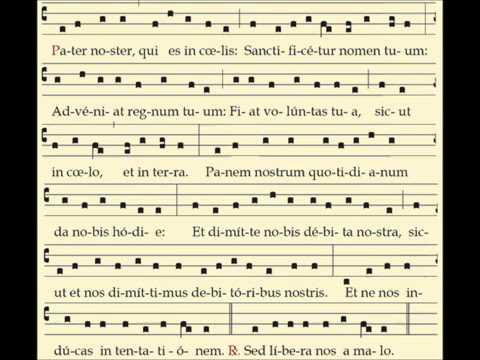 Pa-ter no-ster, qui es in cœ-lis: Sancti-fi-cé-tur nomen tu-um:
Ad-vé-ni-at reg-num tu-um: Fi-at vo-lún-tas tu-a, sic-ut
in cœ-lo, et in ter-ra. Pa-nem nostrum quo-ti-di-anum
da no-bis hó-di-e: Et di-mít-te no-bis dé-bi-ta no-stra, sic-
ut et nos di-mít-ti-mus de-bi-tó-ri-bus nostris. Et ne nos in-
dú-cas in ten-ta-ti-ó-nem. ℟. Sed lí-be-ra nos a ma-lo.